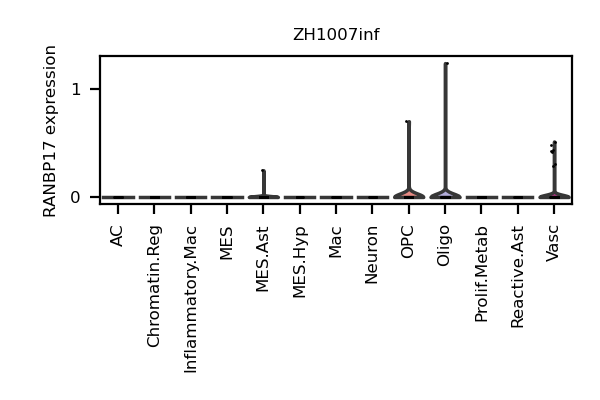 ZH1007inf
RANBP17 expression
1
0
AC
Chromatin.Reg
Inflammatory.Mac
MES
MES.Ast
MES.Hyp
Mac
Neuron
OPC
Oligo
Prolif.Metab
Reactive.Ast
Vasc